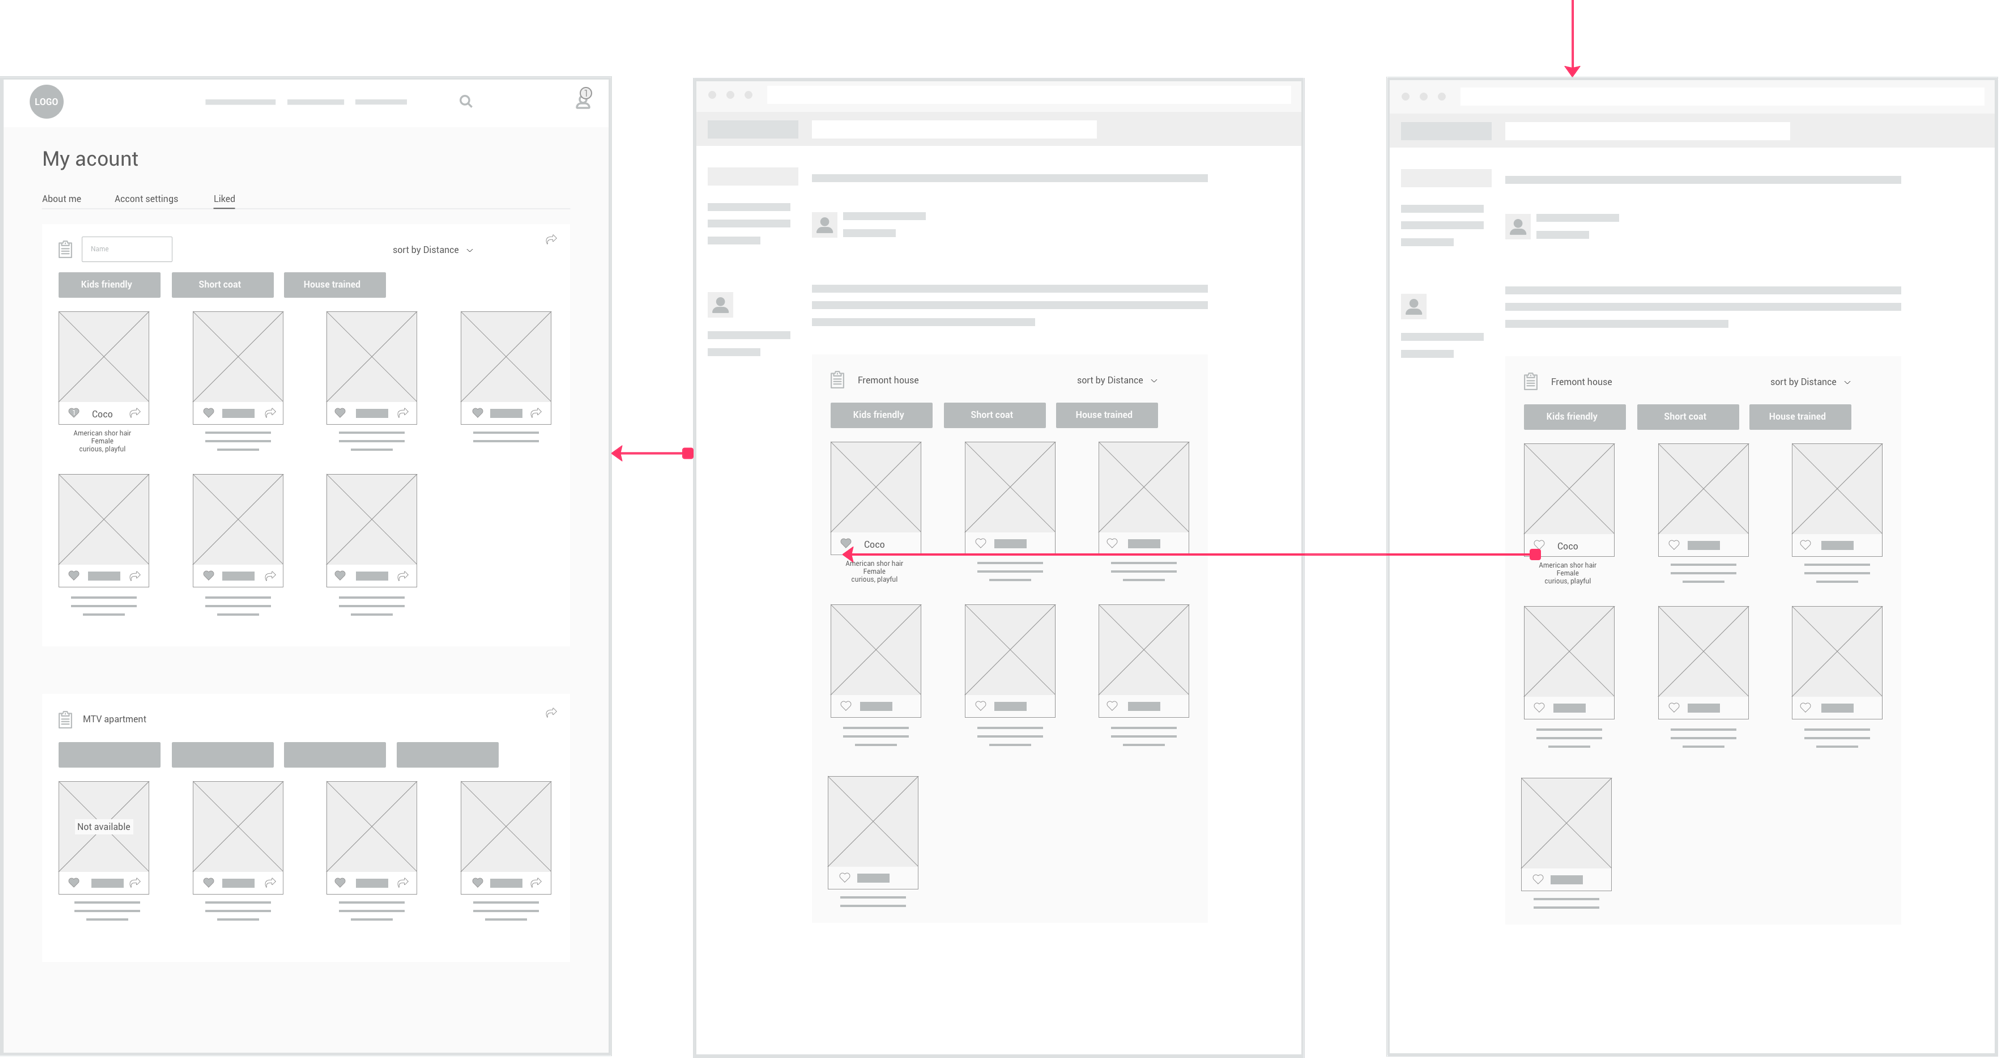 LOGO
1
My acount
About me
Accont settings
Liked
Name
sort by Distance
Kids friendly
Short coat
House trained
1
Coco
American shor hair
Female
curious, playful
MTV apartment
Not available
Fremont house
sort by Distance
Kids friendly
Short coat
House trained
Coco
American shor hair
Female
curious, playful
Fremont house
sort by Distance
Kids friendly
Short coat
House trained
Coco
American shor hair
Female
curious, playful